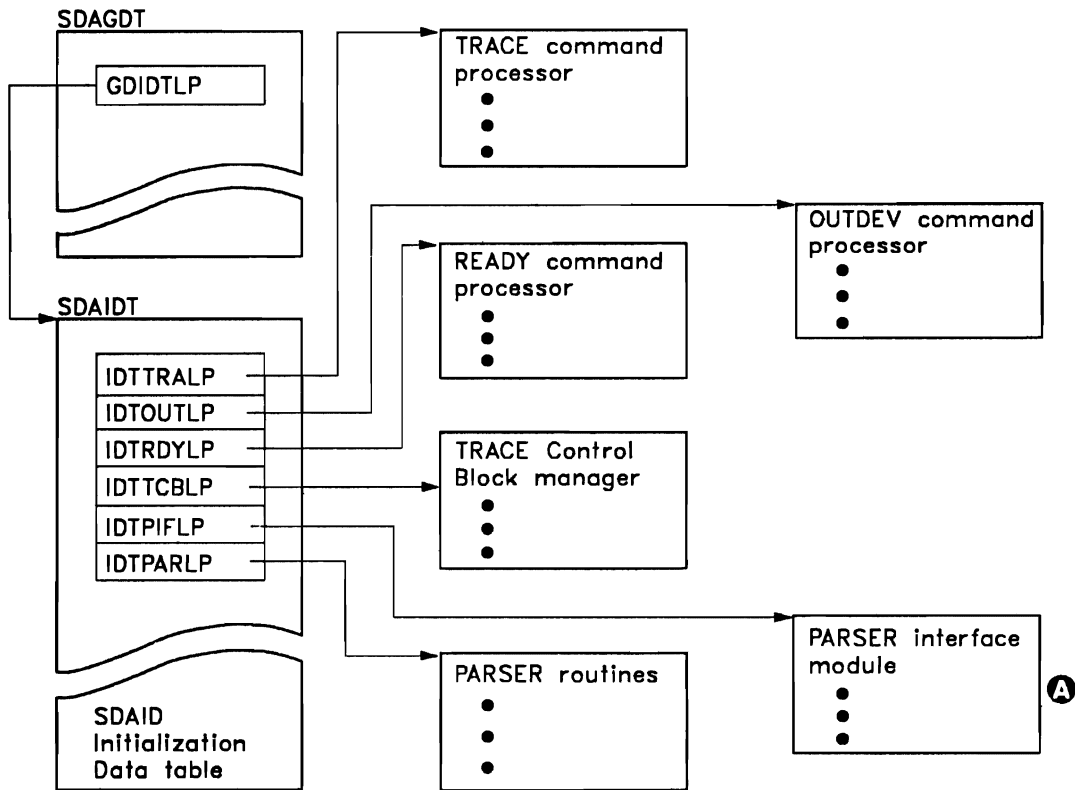 SDAGDT
GDIDTLP
TRACE command
processor
OUTDEV command
processor
READY command
processor
SDAIDT
IDTTRALP
IDTOUTLP
IDTRDYLP
IDTTCBLP
IDTPIFLP
IDTPARLP
TRACE Control
Block manager
PARSER interface
module
A
PARSER routines
SDAID
Initialization
Data table